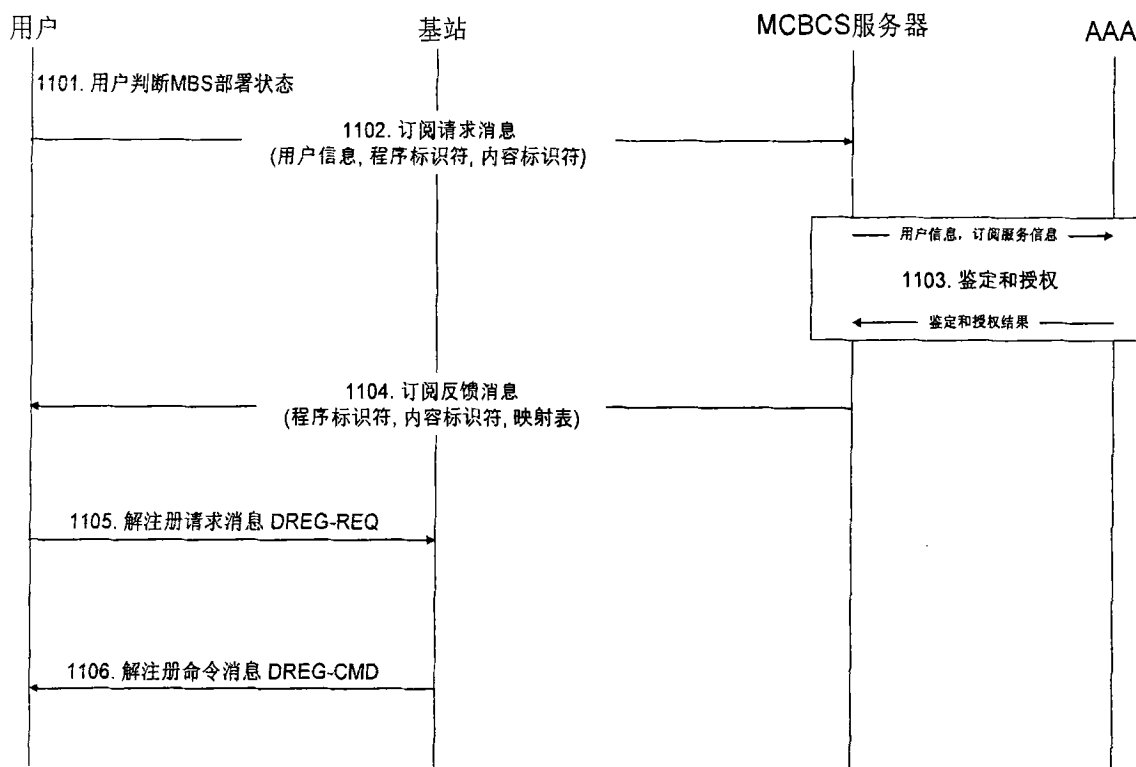 用户
基站
MCBCS服务器
AAA
1101. 用户判断MBS部署状态
1102. 订阅请求消息
(用户信息, 程序标识符, 内容标识符)
用户信息, 订阅服务信息
1103. 鉴定和授权
鉴定和授权结果
1104. 订阅反馈消息
(程序标识符, 内容标识符, 映射表)
1105. 解注册请求消息 DREG-REQ
1106. 解注册命令消息 DREG-CMD